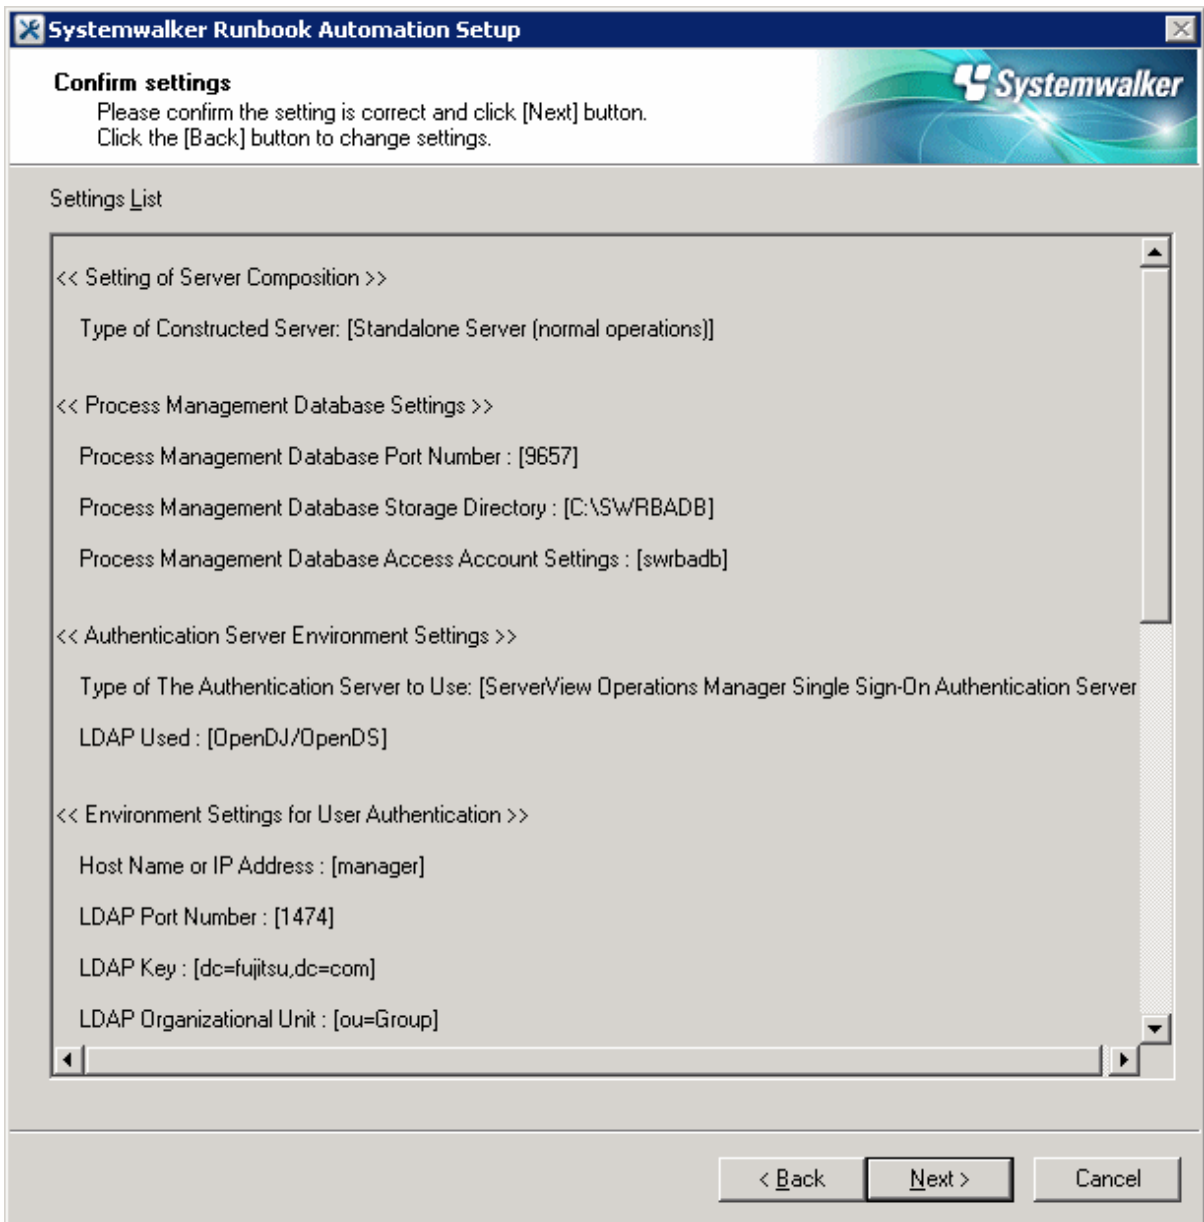 Systemwalker Runbook Automation Setup
Confirm settings
Please confirm the setting is correct and click [Next] button.
Click the [Back] button to change settings.
Systemwalker
Settings List
<< Setting of Server Composition >>
Type of Constructed Server: [Standalone Server (normal operations)]
<< Process Management Database Settings >>
Process Management Database Port Number : [9657]
Process Management Database Storage Directory : [C:\SWRBADB]
Process Management Database Access Account Settings : [swrbadb]
<< Authentication Server Environment Settings >>
Type of The Authentication Server to Use: [ServerView Operations Manager Single Sign-On Authentication Server
LDAP Used : [OpenDJ/OpenDS]
<< Environment Settings for User Authentication >>
Host Name or IP Address : [manager]
LDAP Port Number : [1474]
LDAP Key : [dc=fujitsu,dc=com]
LDAP Organizational Unit : [ou=Group]
< Back
Next >
Cancel